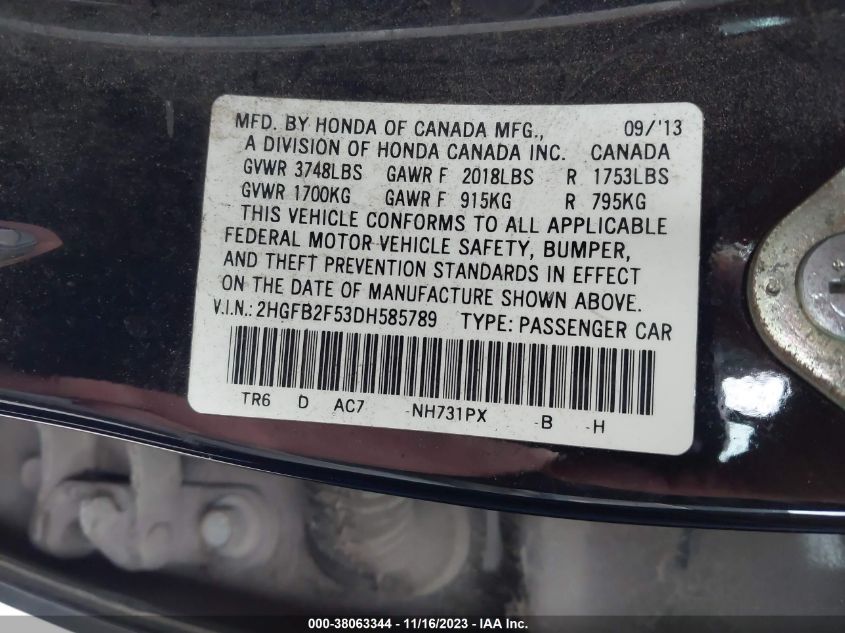 MFD. BY HONDA OF CANADA MFG., 09/'13
A DIVISION OF HONDA CANADA INC. CANADA
GVWR 3748LBS GAWR F 2018LBS R 1753LBS
GVWR 1700KG GAWR F 915KG R 795KG
THIS VEHICLE CONFORMS TO ALL APPLICABLE
FEDERAL MOTOR VEHICLE SAFETY, BUMPER,
AND THEFT PREVENTION STANDARDS IN EFFECT
ON THE DATE OF MANUFACTURE SHOWN ABOVE.
V.I.N.: 2HGFB2F53DH585789 TYPE: PASSENGER CAR
TR6 D AC7 -NH731PX -B -H
000-38063344 - 11/16/2023 - IAA Inc.